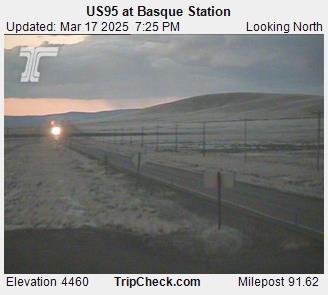 US95 at Basque Station
Updated: Mar 17 2025 7:25 PM Looking North
Elevation 4460 TripCheck.com Milepost 91.62